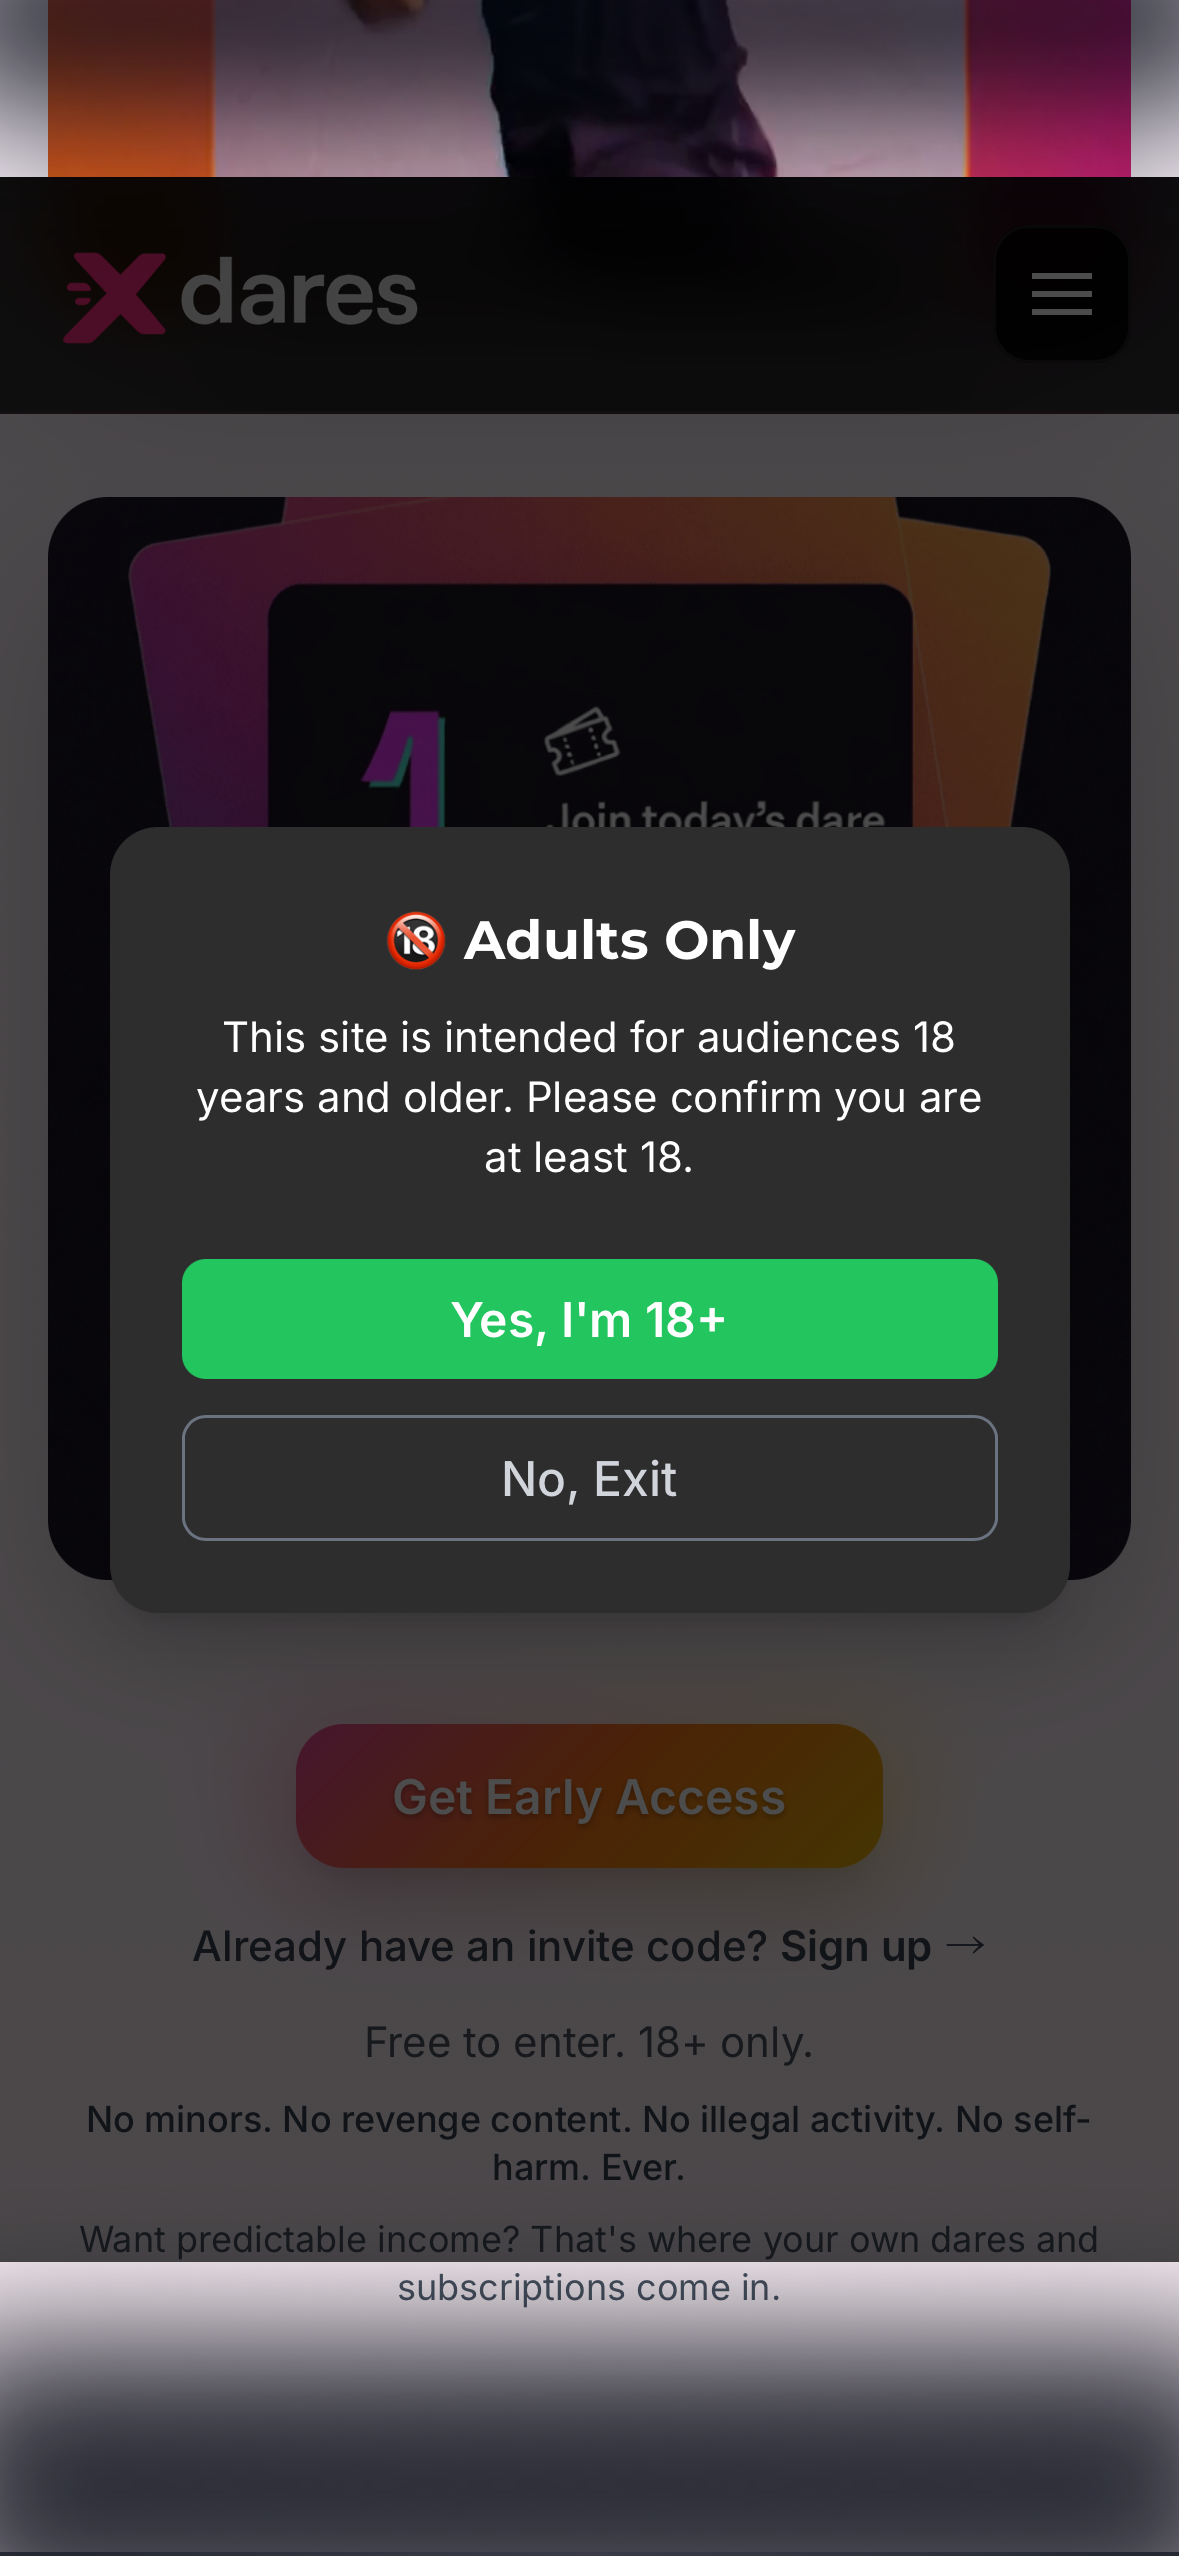 X dares
1
Join today's dare
🔞 Adults Only
This site is intended for audiences 18
years and older. Please confirm you are
at least 18.
Yes, I'm 18+
No, Exit
Get Early Access
Already have an invite code? Sign up →
Free to enter. 18+ only.
No minors. No revenge content. No illegal activity. No self-
harm. Ever.
Want predictable income? That's where your own dares and
subscriptions come in.